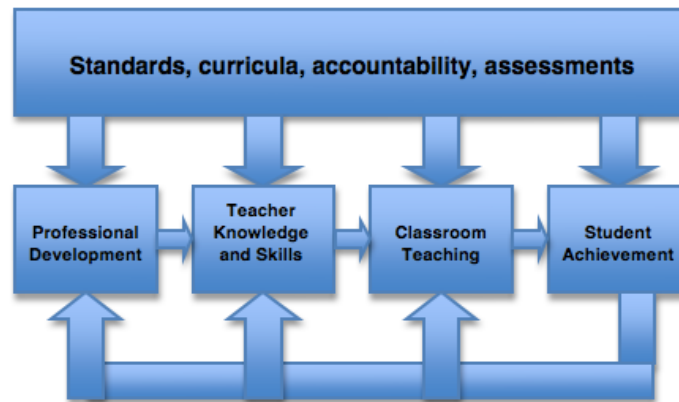 Standards, curricula, accountability, assessments
Professional
Development
Teacher
Knowledge
and Skills
Classroom
Teaching
Student
Achievement